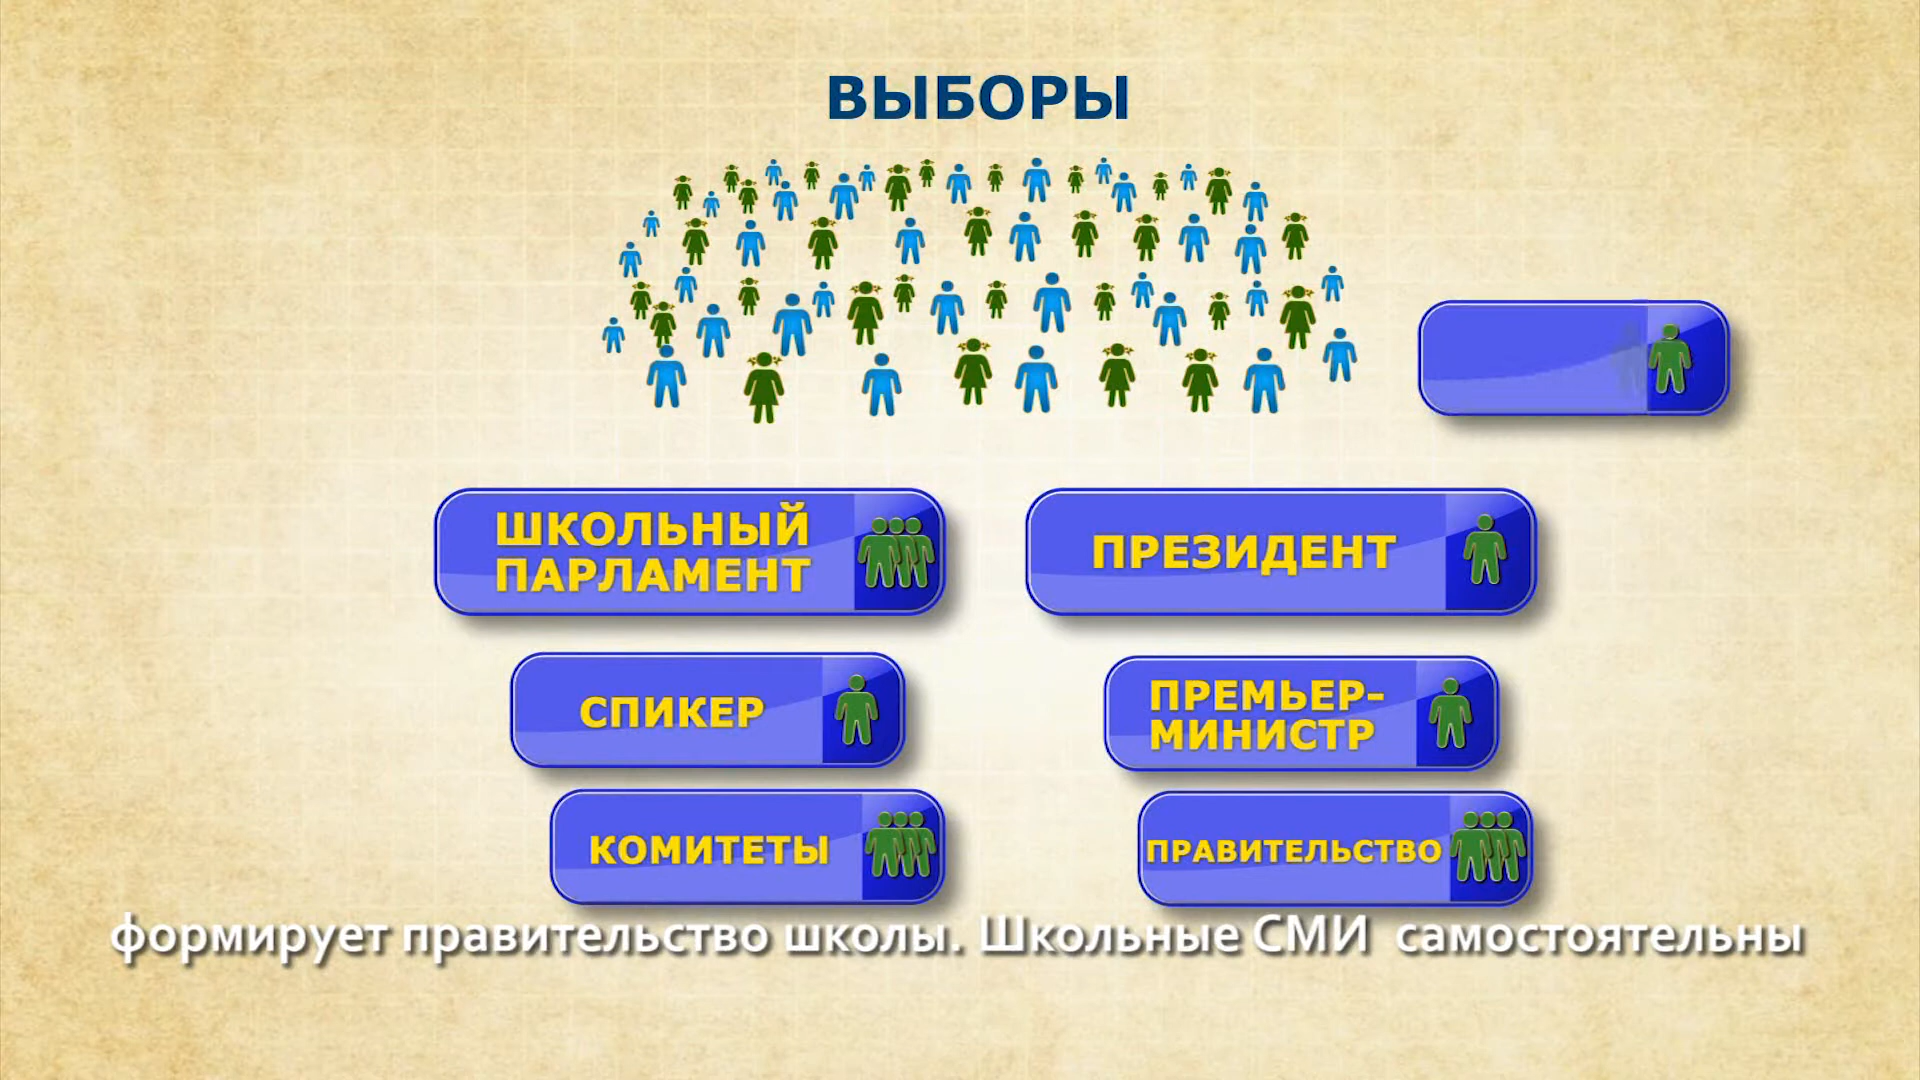 ВЫБОРЫ
ШКОЛЬНЫЙ
ПАРЛАМЕНТ
ПРЕЗИДЕНТ
СПИКЕР
ПРЕМЬЕР-
МИНИСТР
КОМИТЕТЫ
ПРАВИТЕЛЬСТВО
формирует правительство школы. Школьные СМИ самостоятельны